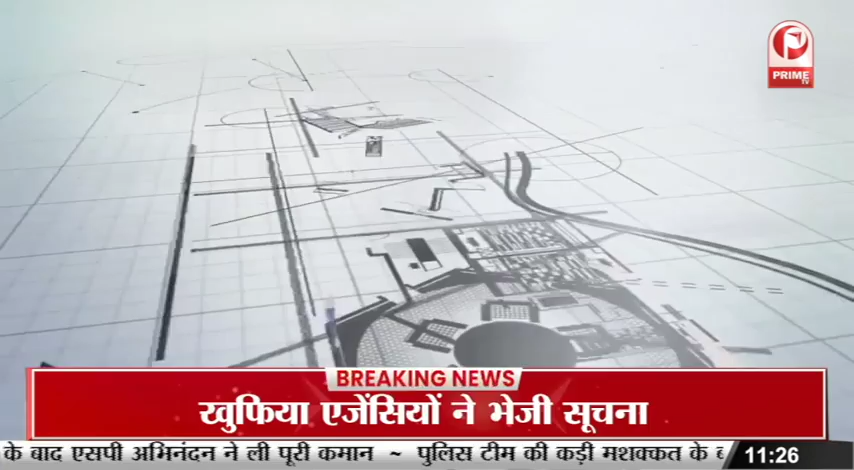 PRIME
TV
BREAKING NEWS
खुफिया एजेंसियों ने भेजी सूचना
के बाद एसपी अभिनंदन ने ली पूरी कमान ~ पुलिस टीम की कड़ी मशक्कत के
11:26